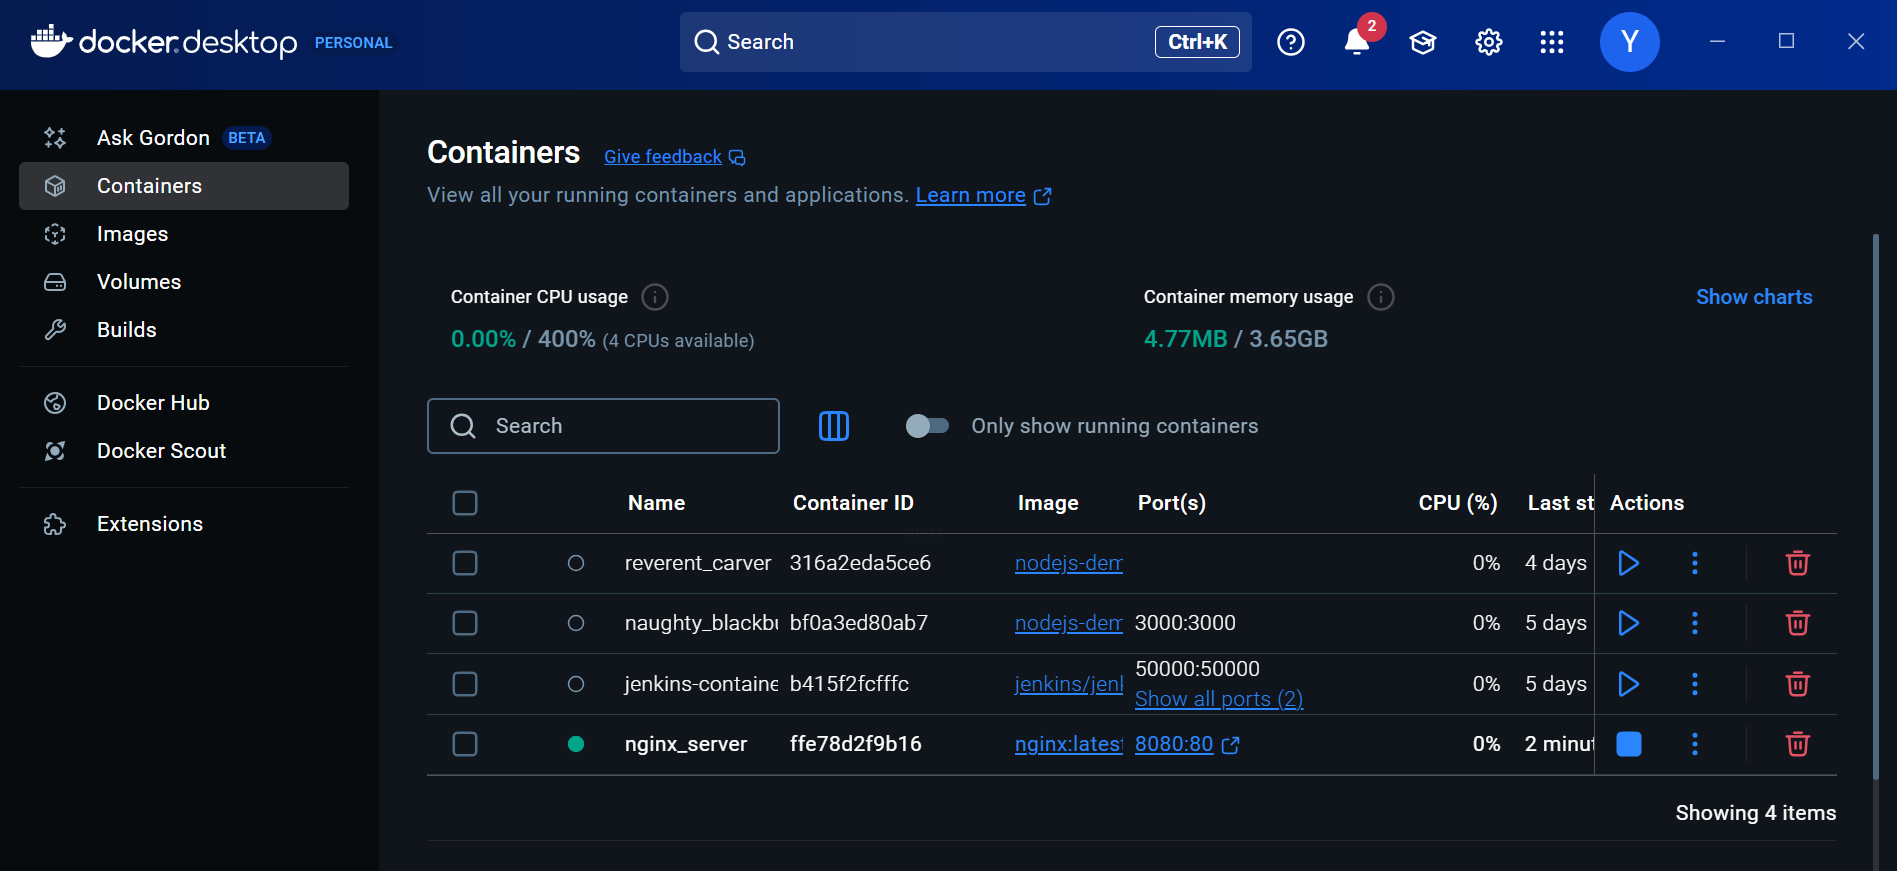 docker desktop PERSONAL
Search Ctrl+K
2
Y
Ask Gordon BETA
Containers
Images
Volumes
Builds
Docker Hub
Docker Scout
Extensions
Containers Give feedback
View all your running containers and applications. Learn more
Container CPU usage
0.00% / 400% (4 CPUs available)
Container memory usage
4.77MB / 3.65GB
Show charts
Search
Only show running containers
Name Container ID Image Port(s) CPU (%) Last st Actions
reverent_carver 316a2eda5ce6 nodejs-dem 0% 4 days
naughty_blackbu bf0a3ed80ab7 nodejs-dem 3000:3000 0% 5 days
jenkins-containe b415f2fcfffc jenkins/jenk 50000:50000 0% 5 days
Show all ports (2)
nginx_server ffe78d2f9b16 nginx:latest 8080:80 0% 2 minut
Showing 4 items